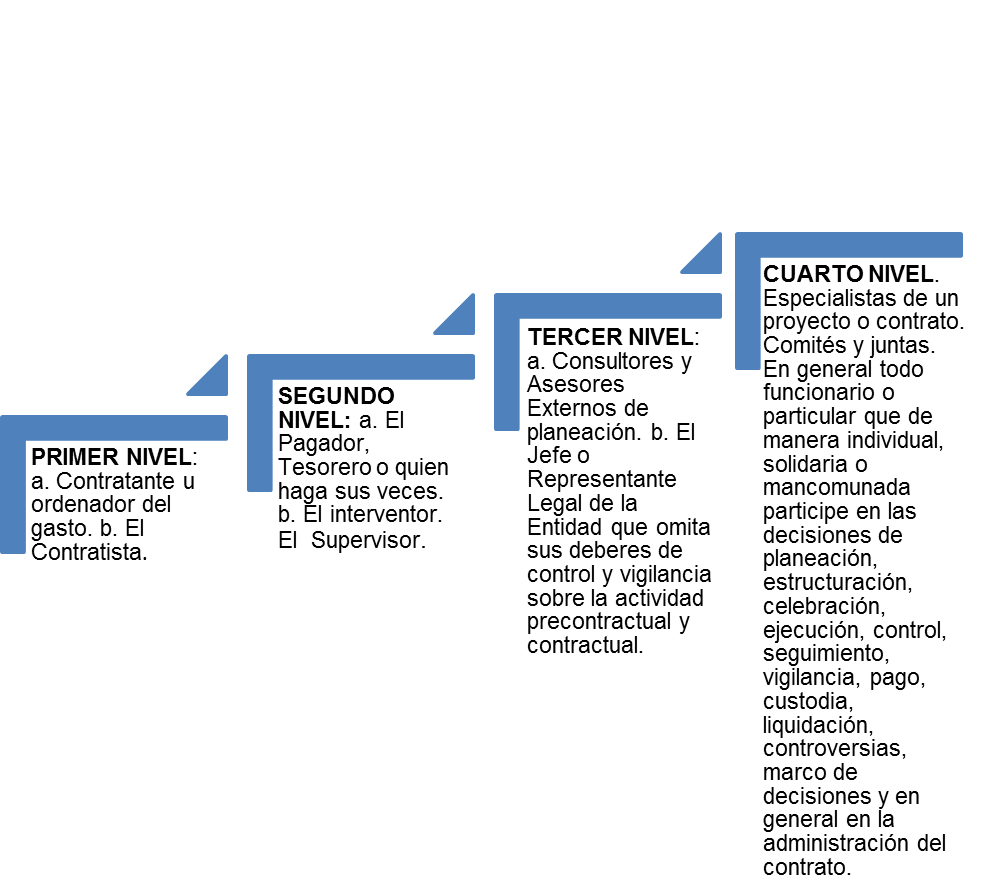 PRIMER NIVEL:
a. Contratante u
ordenador del
gasto. b. El
Contratista.
SEGUNDO
NIVEL: a. El
Pagador,
Tesorero o quien
haga sus veces.
b. El interventor.
El Supervisor.
TERCER NIVEL:
a. Consultores y
Asesores
Externos de
planeación. b. El
Jefe o
Representante
Legal de la
Entidad que omita
sus deberes de
control y vigilancia
sobre la actividad
precontractual y
contractual.
CUARTO NIVEL.
Especialistas de un
proyecto o contrato.
Comités y juntas.
En general todo
funcionario o
particular que de
manera individual,
solidaria o
mancomunada
participe en las
decisiones de
planeación,
estructuración,
celebración,
ejecución, control,
seguimiento,
vigilancia, pago,
custodia,
liquidación,
controversias,
marco de
decisiones y en
general en la
administración del
contrato.